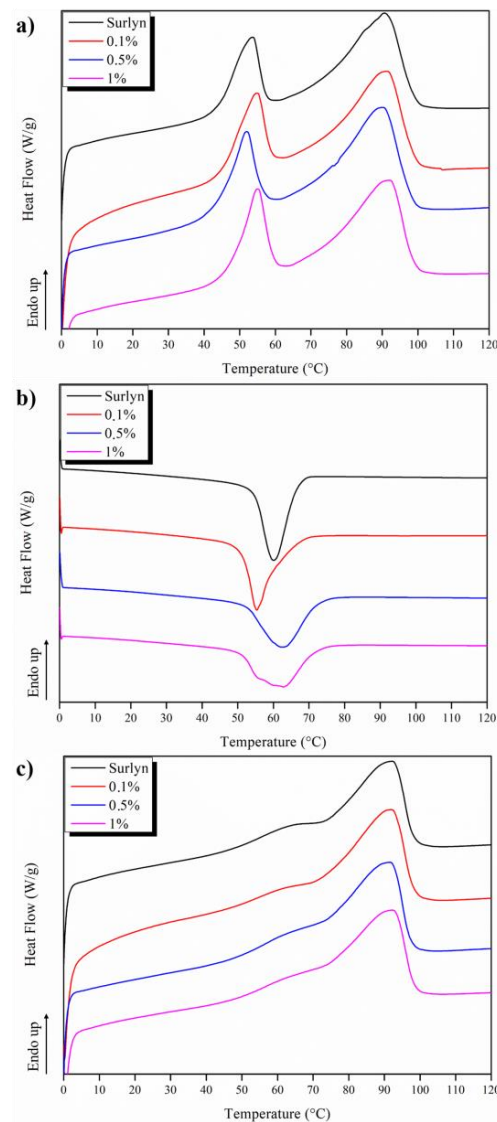 a)
Surlyn
0.1%
0.5%
1%
Heat Flow (W/g)
Endo up
0 10 20 30 40 50 60 70 80 90 100 110 120
Temperature (°C)
b)
Surlyn
0.1%
0.5%
1%
Heat Flow (W/g)
Endo up
0 10 20 30 40 50 60 70 80 90 100 110 120
Temperature (°C)
c)
Surlyn
0.1%
0.5%
1%
Heat Flow (W/g)
Endo up
0 10 20 30 40 50 60 70 80 90 100 110 120
Temperature (°C)